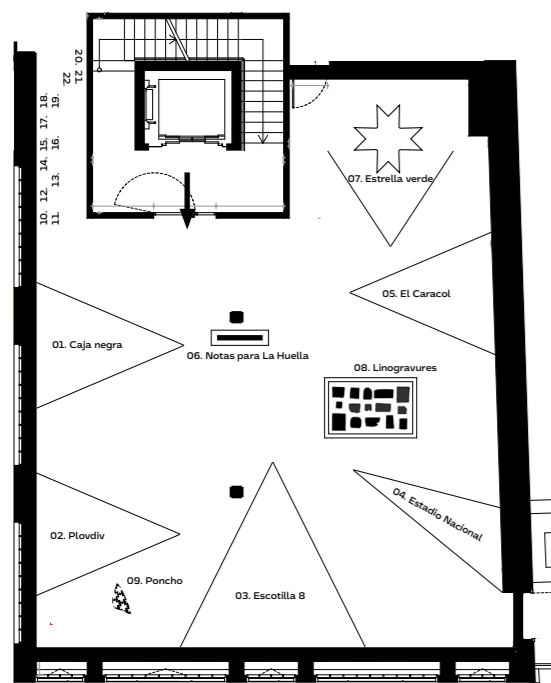 20. 21.
22.
18.
19.
17.
15. 16.
14.
13.
12.
10. 11.
07. Estrella verde
05. El Caracol
01. Caja negra
06. Notas para La Huella
08. Linogravures
04. Estadio Nacional
02. Plovdiv
09. Poncho
03. Escotilla 8